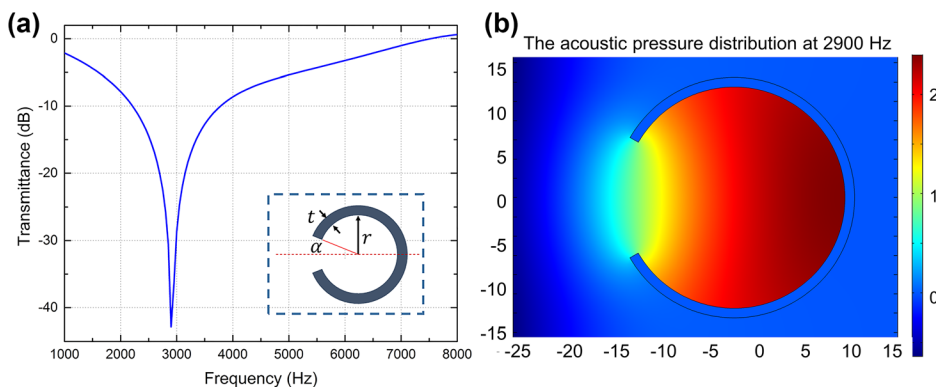 (a)
0
-10
-20
-30
-40
Transmittance (dB)
1000 2000 3000 4000 5000 6000 7000 8000
Frequency (Hz)
t
α
r
(b)
The acoustic pressure distribution at 2900 Hz
15
10
5
0
-5
-10
-15
-25 -20 -15 -10 -5 0 5 10 15
2
1
0